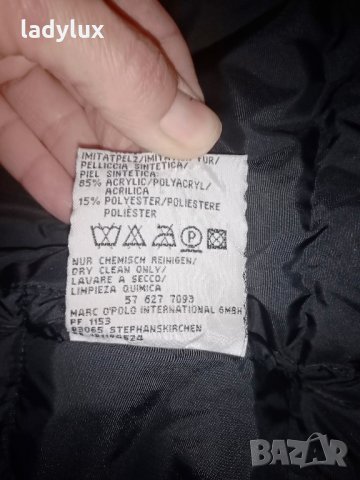 ladylux
IMITATPELZ/IMITATION FUR/
PELLICCIA SINTETICA/
PIEL SINTETICA:
85% ACRYLIC/POLYACRYL/
ACRILICA
15% POLYESTER/POLIESTERE
POLIÉSTER
P
NUR CHEMISCH REINIGEN/
DRY CLEAN ONLY/
LAVARE A SECCO/
LIMPIEZA QUIMICA
57 627 7093
MARC O'POLO INTERNATIONAL GMBH
PF 1153
83065 STEPHANSKIRCHEN
BAZAR